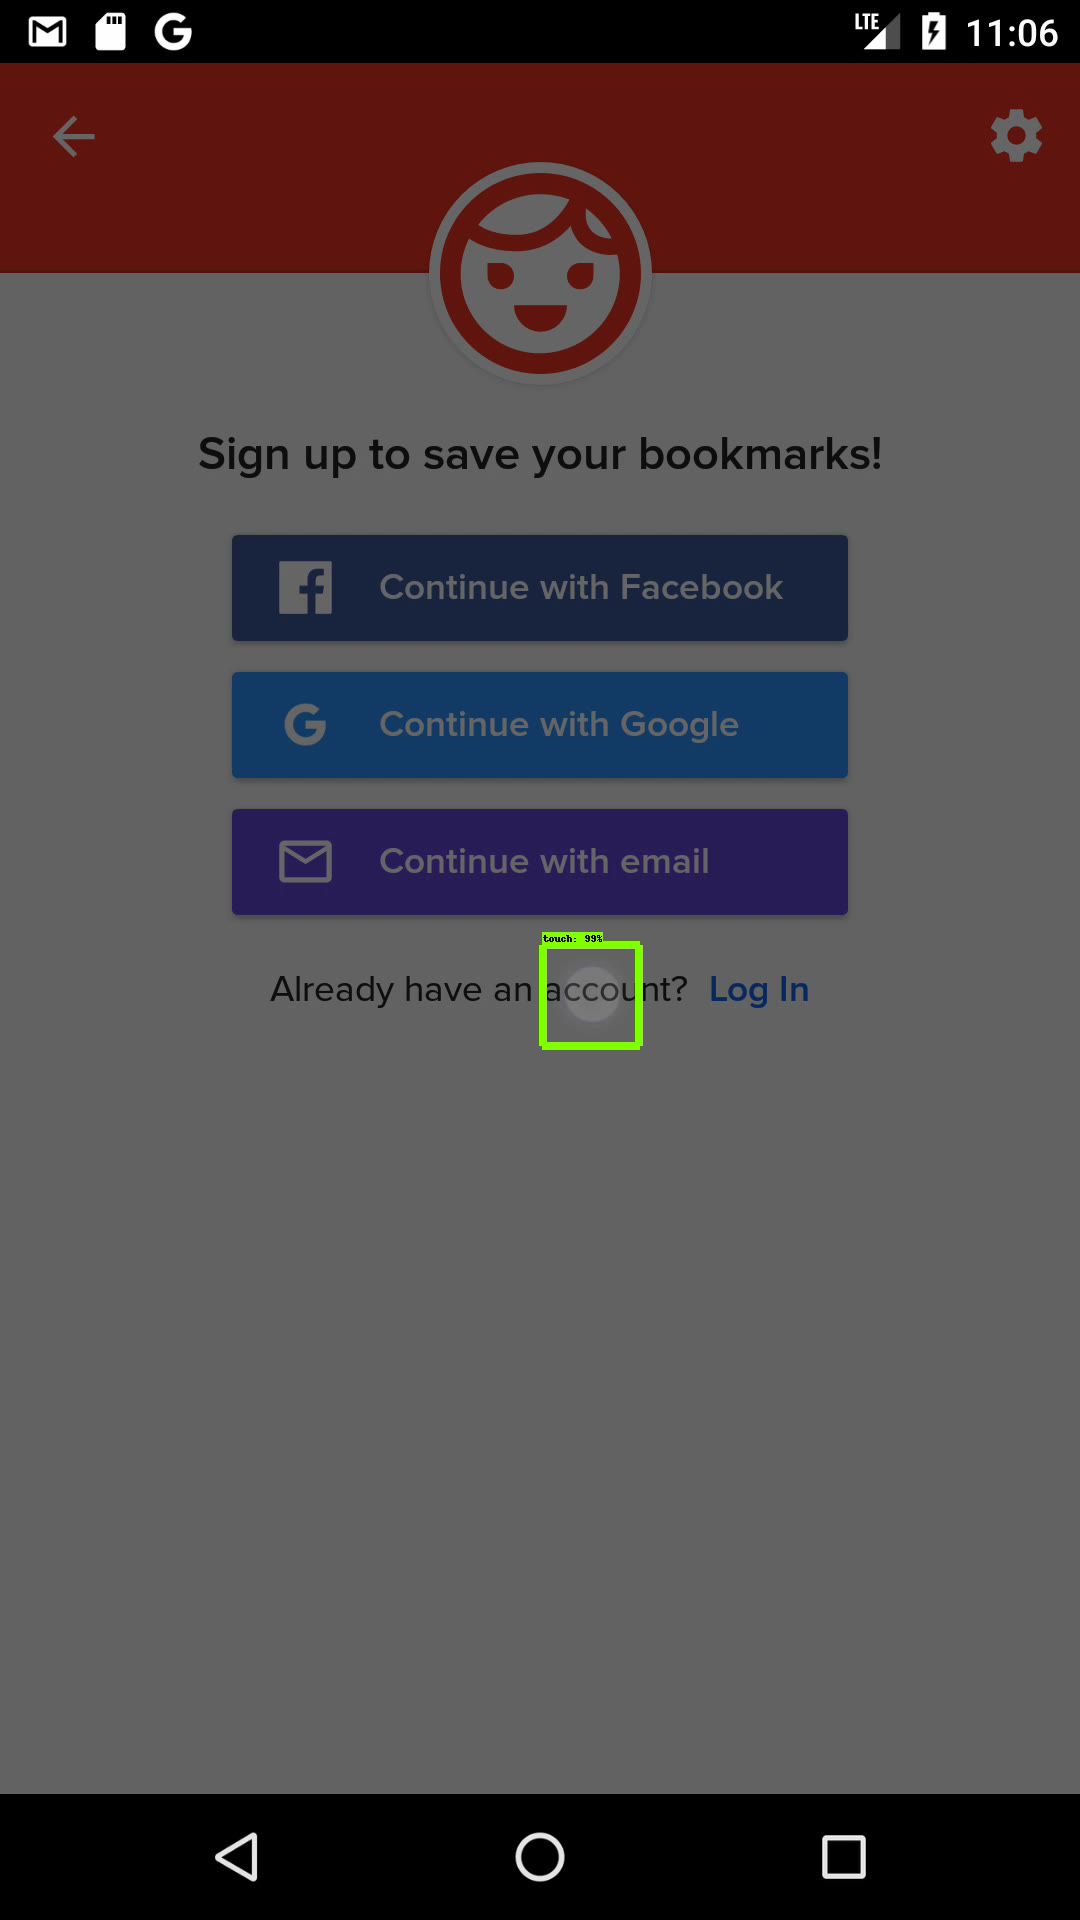 LTE 11:06
Sign up to save your bookmarks!
Continue with Facebook
Continue with Google
Continue with email
touch: 99%
Already have an account? Log In